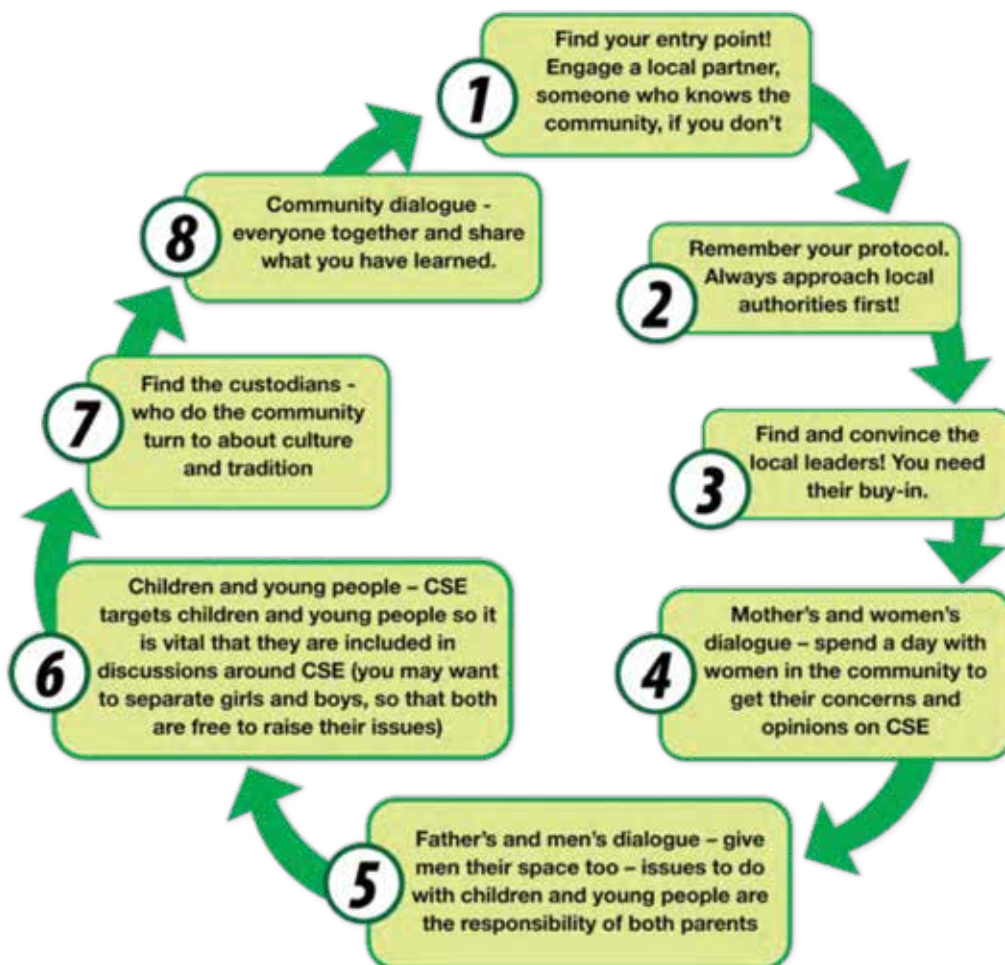 1
Find your entry point!
Engage a local partner,
someone who knows the
community, if you don't
2
Remember your protocol.
Always approach local
authorities first!
3
Find and convince the
local leaders! You need
their buy-in.
4
Mother's and women's
dialogue – spend a day with
women in the community to
get their concerns and
opinions on CSE
5
Father's and men's dialogue – give
men their space too – issues to do
with children and young people are
the responsibility of both parents
6
Children and young people – CSE
targets children and young people so it
is vital that they are included in
discussions around CSE (you may want
to separate girls and boys, so that both
are free to raise their issues)
7
Find the custodians -
who do the community
turn to about culture
and tradition
8
Community dialogue -
everyone together and share
what you have learned.